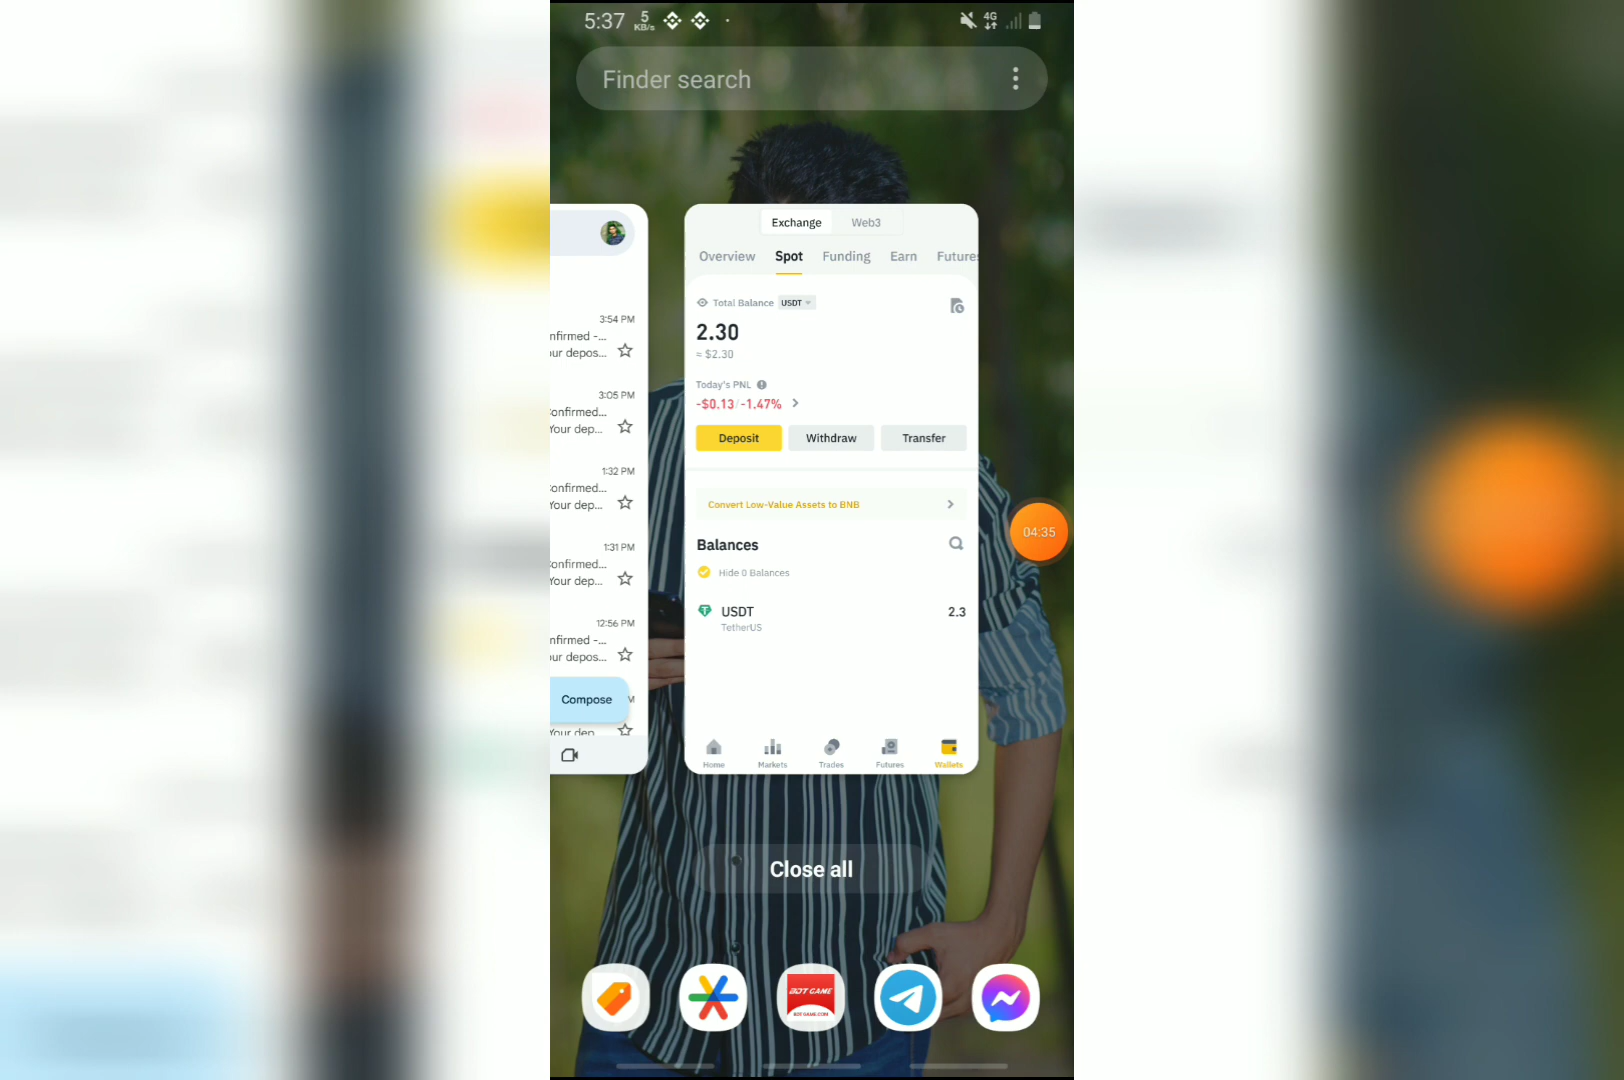 5:37 5 KB/s 4G
Finder search
Exchange Web3
Overview Spot Funding Earn Future
Total Balance USDT
2.30
≈ $2.30
Today's PNL
-$0.13/-1.47%
Deposit Withdraw Transfer
Convert Low-Value Assets to BNB
Balances
Hide 0 Balances
USDT 2.3
TetherUS
Home Markets Trades Futures Wallets
3:54 PM
nfirmed -...
ur depos...
3:05 PM
onfirmed...
Your dep...
1:32 PM
onfirmed...
Your dep...
1:31 PM
onfirmed...
Your dep...
12:56 PM
nfirmed -...
ur depos...
Compose M
Your dep
04:35
Close all
BOT GAME
BOT GAME.COM